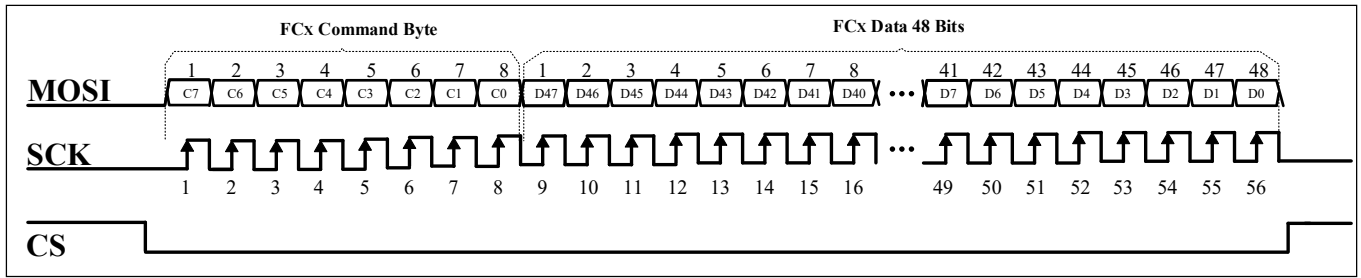 FCx Command Byte FCx Data 48 Bits
1 2 3 4 5 6 7 8 1 2 3 4 5 6 7 8 41 42 43 44 45 46 47 48
MOSI C7 C6 C5 C4 C3 C2 C1 C0 D47 D46 D45 D44 D43 D42 D41 D40 ••• D7 D6 D5 D4 D3 D2 D1 D0
SCK •••
1 2 3 4 5 6 7 8 9 10 11 12 13 14 15 16 49 50 51 52 53 54 55 56
CS